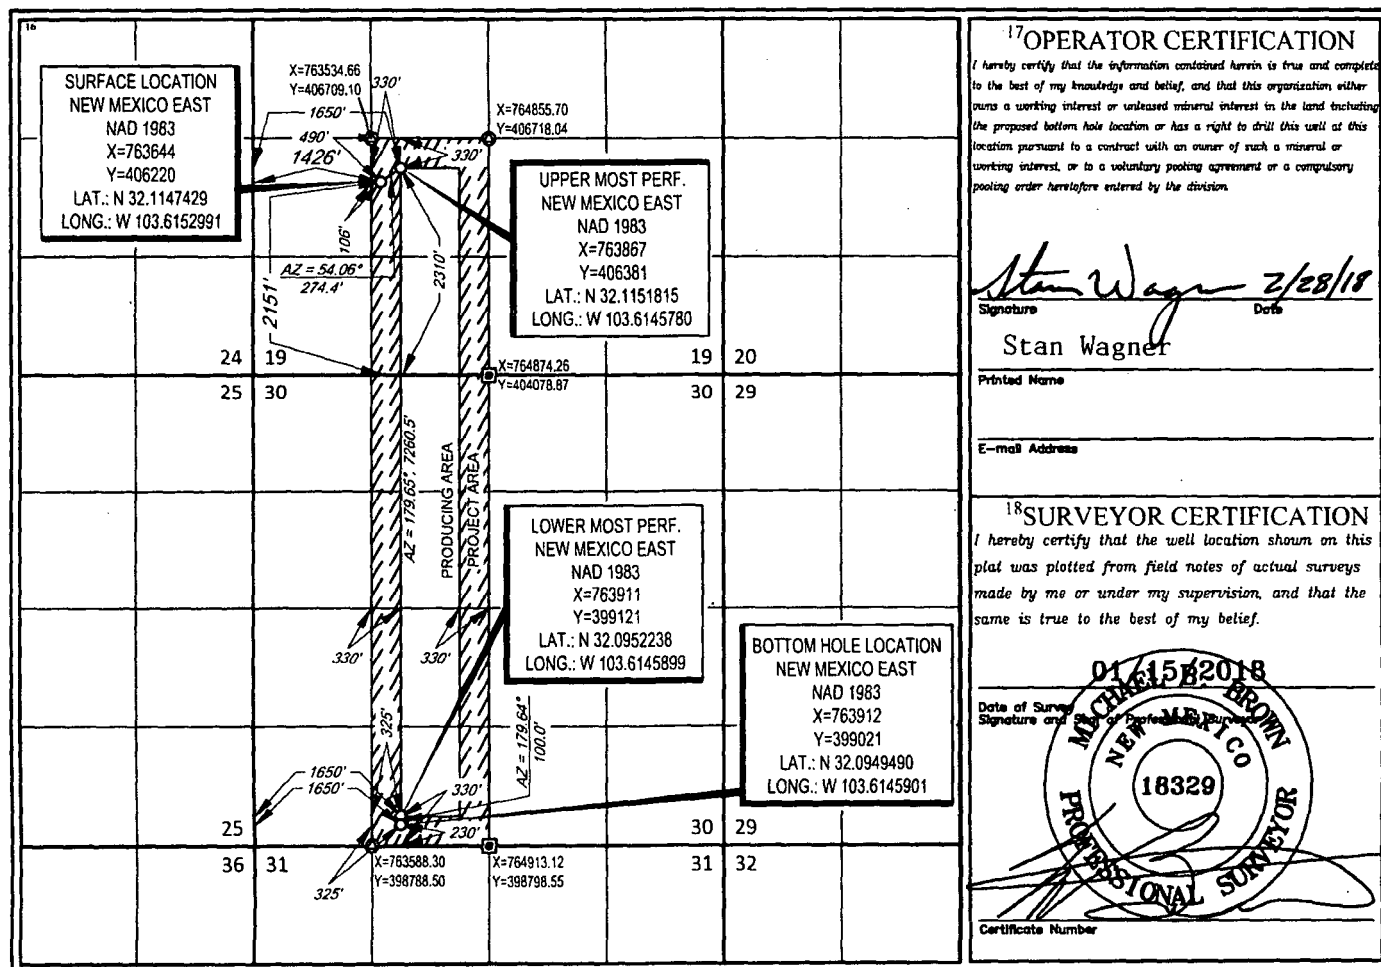 16
SURFACE LOCATION
NEW MEXICO EAST
NAD 1983
X=763644
Y=406220
LAT.: N 32.1147429
LONG.: W 103.6152991
X=763534.66
Y=406709.10
330'
1650'
490'
1426'
X=764855.70
Y=406718.04
330'
UPPER MOST PERF.
NEW MEXICO EAST
NAD 1983
X=763867
Y=406381
LAT.: N 32.1151815
LONG.: W 103.6145780
106'
AZ = 54.06°
274.4'
2310'
2151'
24 19
25 30
19 20
30 29
X=764874.26
Y=404078.87
AZ = 179.65°, 7260.5'
PRODUCING AREA
PROJECT AREA
LOWER MOST PERF.
NEW MEXICO EAST
NAD 1983
X=763911
Y=399121
LAT.: N 32.0952238
LONG.: W 103.6145899
330'
330'
BOTTOM HOLE LOCATION
NEW MEXICO EAST
NAD 1983
X=763912
Y=399021
LAT.: N 32.0949490
LONG.: W 103.6145901
325'
AZ = 179.64°
100.0'
1650'
1650'
330'
230'
25
36 31
30 29
31 32
325'
X=763588.30
Y=398788.50
X=764913.12
Y=398798.55
17 OPERATOR CERTIFICATION
I hereby certify that the information contained herein is true and complete
to the best of my knowledge and belief, and that this organization either
owns a working interest or unleased mineral interest in the land including
the proposed bottom hole location or has a right to drill this well at this
location pursuant to a contract with an owner of such a mineral or
working interest, or to a voluntary pooling agreement or a compulsory
pooling order heretofore entered by the division.
Stan Wagner 2/28/18
Signature Date
Stan Wagner
Printed Name
E-mail Address
18 SURVEYOR CERTIFICATION
I hereby certify that the well location shown on this
plat was plotted from field notes of actual surveys
made by me or under my supervision, and that the
same is true to the best of my belief.
01/15/2018
Date of Survey
Signature and Seal of Professional Surveyor
MICHAEL B. BROWN
NEW MEXICO
18329
PROFESSIONAL SURVEYOR
Certificate Number